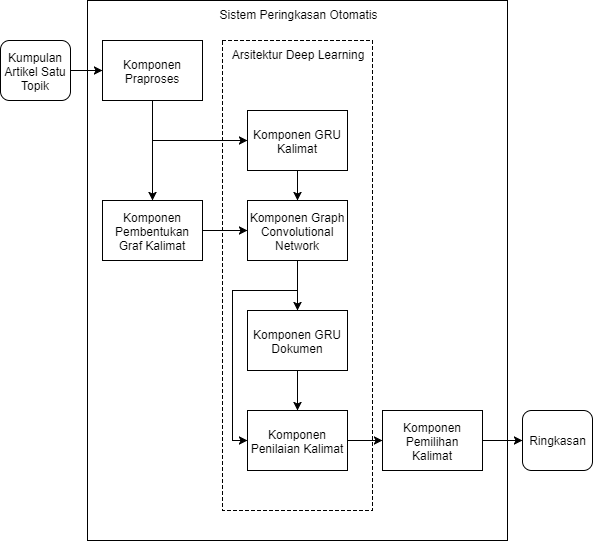 Sistem Peringkasan Otomatis
Kumpulan
Artikel Satu
Topik
Komponen
Praproses
Arsitektur Deep Learning
Komponen GRU
Kalimat
Komponen
Pembentukan
Graf Kalimat
Komponen Graph
Convolutional
Network
Komponen GRU
Dokumen
Komponen
Penilaian Kalimat
Komponen
Pemilihan
Kalimat
Ringkasan